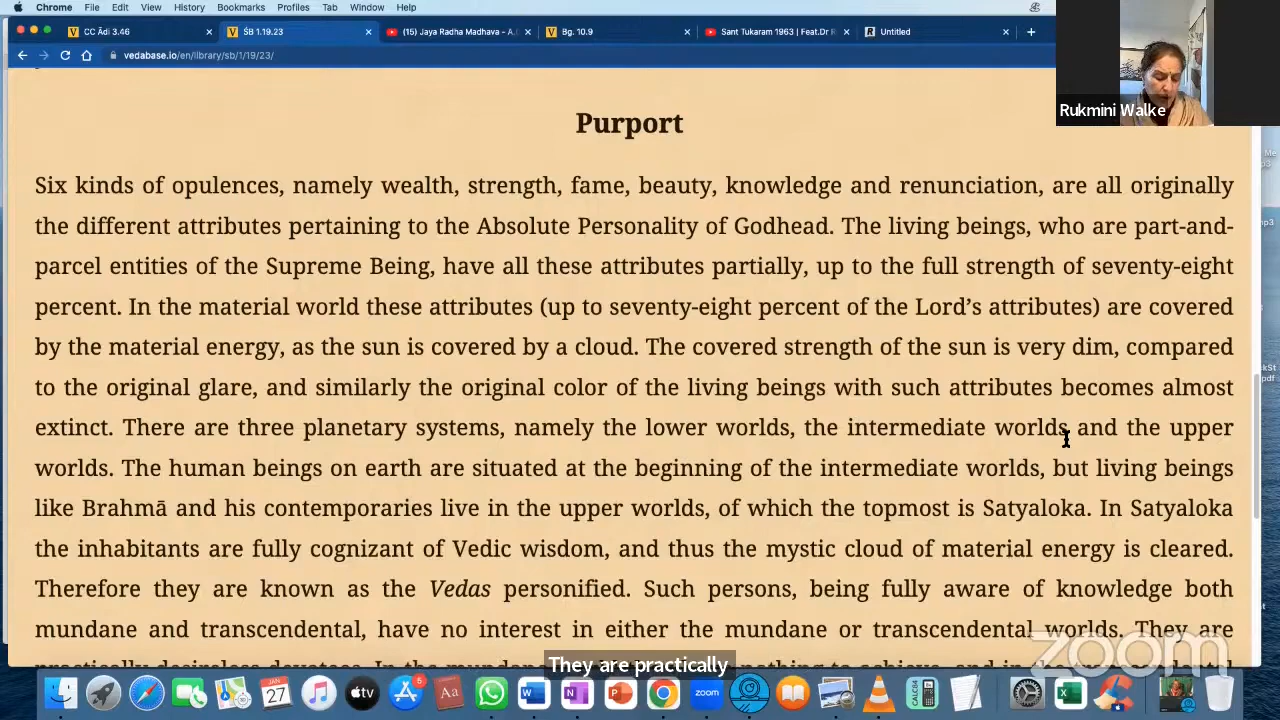 Chrome File Edit View History Bookmarks Profiles Tab Window Help
CC Ādi 3.46 ŚB 1.19.23 (15) Jaya Radha Madhava - A. Bg. 10.9 Sant Tukaram 1963 | Feat.Dr R Untitled
vedabase.io/en/library/sb/1/19/23/
Rukmini Walke
Purport
Six kinds of opulences, namely wealth, strength, fame, beauty, knowledge and renunciation, are all originally
the different attributes pertaining to the Absolute Personality of Godhead. The living beings, who are part-and-
parcel entities of the Supreme Being, have all these attributes partially, up to the full strength of seventy-eight
percent. In the material world these attributes (up to seventy-eight percent of the Lord's attributes) are covered
by the material energy, as the sun is covered by a cloud. The covered strength of the sun is very dim, compared
to the original glare, and similarly the original color of the living beings with such attributes becomes almost
extinct. There are three planetary systems, namely the lower worlds, the intermediate worlds and the upper
worlds. The human beings on earth are situated at the beginning of the intermediate worlds, but living beings
like Brahmā and his contemporaries live in the upper worlds, of which the topmost is Satyaloka. In Satyaloka
the inhabitants are fully cognizant of Vedic wisdom, and thus the mystic cloud of material energy is cleared.
Therefore they are known as the Vedas personified. Such persons, being fully aware of knowledge both
mundane and transcendental, have no interest in either the mundane or transcendental worlds. They are
practically desireless devotees. In the
They are practically
zoom
JAN
27
tv
6
Aa
W N P zoom
CALC84
X